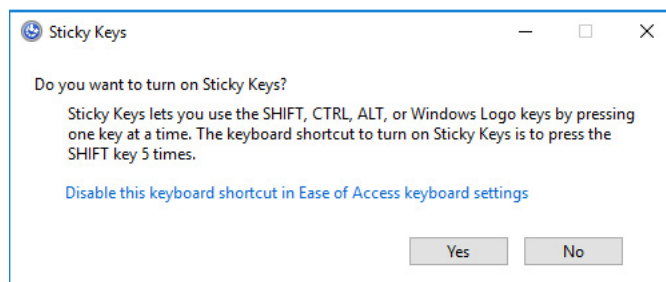 Sticky Keys
Do you want to turn on Sticky Keys?
Sticky Keys lets you use the SHIFT, CTRL, ALT, or Windows Logo keys by pressing
one key at a time. The keyboard shortcut to turn on Sticky Keys is to press the
SHIFT key 5 times.
Disable this keyboard shortcut in Ease of Access keyboard settings
Yes No